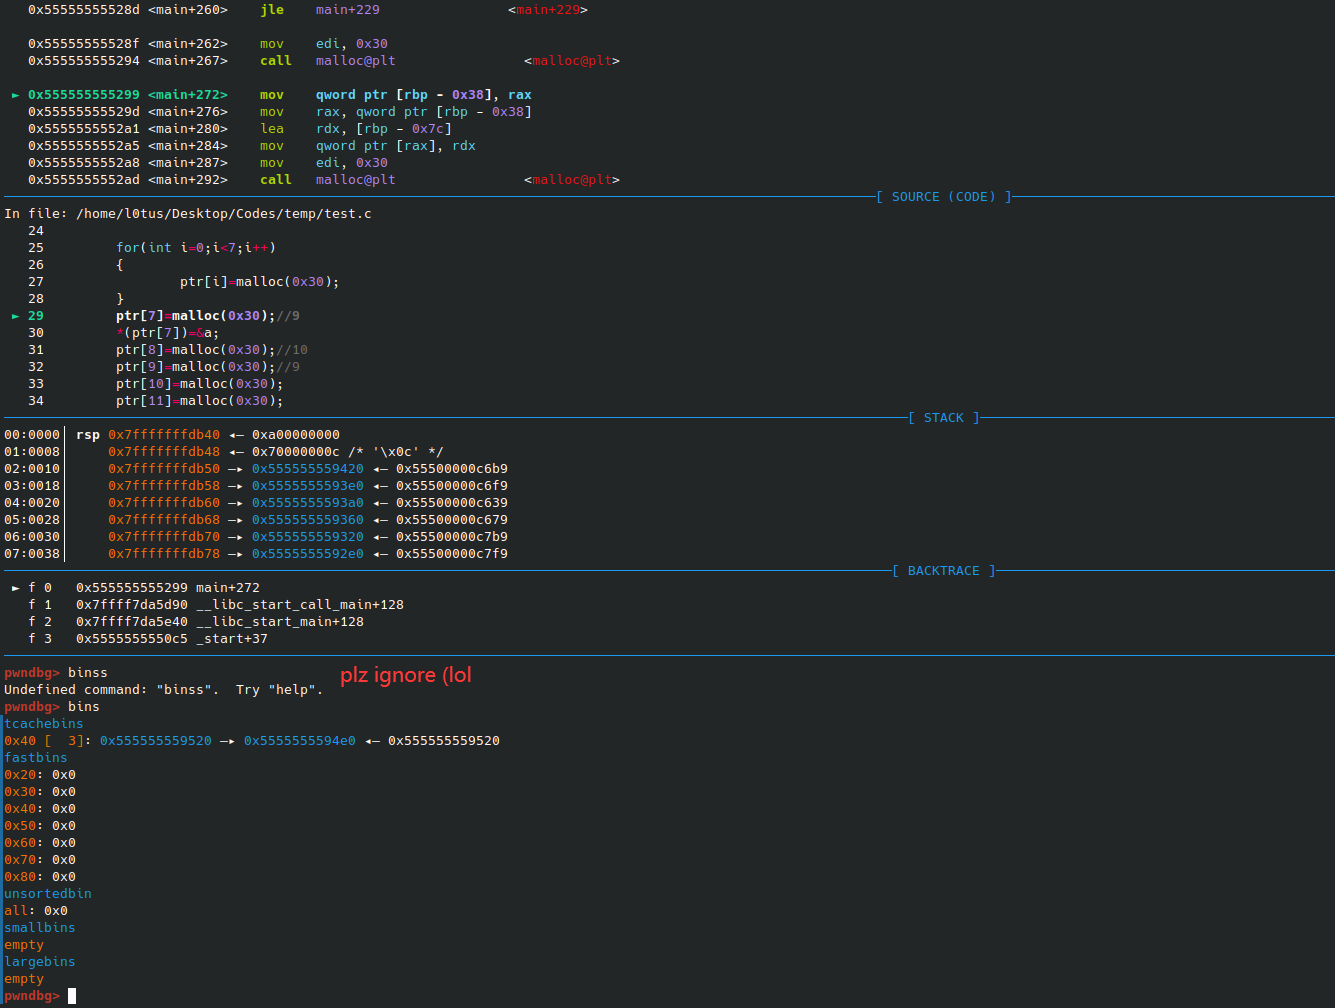 0x55555555528d <main+260>    jle    main+229                <main+229>
0x55555555528f <main+262>    mov    edi, 0x30
0x555555555294 <main+267>    call   malloc@plt                <malloc@plt>
► 0x555555555299 <main+272>    mov    qword ptr [rbp - 0x38], rax
0x55555555529d <main+276>    mov    rax, qword ptr [rbp - 0x38]
0x5555555552a1 <main+280>    lea    rdx, [rbp - 0x7c]
0x5555555552a5 <main+284>    mov    qword ptr [rax], rdx
0x5555555552a8 <main+287>    mov    edi, 0x30
0x5555555552ad <main+292>    call   malloc@plt                <malloc@plt>
[ SOURCE (CODE) ]
In file: /home/l0tus/Desktop/Codes/temp/test.c
24
25         for(int i=0;i<7;i++)
26         {
27                 ptr[i]=malloc(0x30);
28         }
► 29         ptr[7]=malloc(0x30);//9
30         *(ptr[7])=&a;
31         ptr[8]=malloc(0x30);//10
32         ptr[9]=malloc(0x30);//9
33         ptr[10]=malloc(0x30);
34         ptr[11]=malloc(0x30);
[ STACK ]
00:0000│ rsp 0x7fffffffdb40 ◂— 0xa00000000
01:0008│     0x7fffffffdb48 ◂— 0x70000000c /* '\x0c' */
02:0010│     0x7fffffffdb50 —▸ 0x555555559420 ◂— 0x55500000c6b9
03:0018│     0x7fffffffdb58 —▸ 0x5555555593e0 ◂— 0x55500000c6f9
04:0020│     0x7fffffffdb60 —▸ 0x5555555593a0 ◂— 0x55500000c639
05:0028│     0x7fffffffdb68 —▸ 0x555555559360 ◂— 0x55500000c679
06:0030│     0x7fffffffdb70 —▸ 0x555555559320 ◂— 0x55500000c7b9
07:0038│     0x7fffffffdb78 —▸ 0x5555555592e0 ◂— 0x55500000c7f9
[ BACKTRACE ]
► f 0   0x555555555299 main+272
f 1   0x7ffff7da5d90 __libc_start_call_main+128
f 2   0x7ffff7da5e40 __libc_start_main+128
f 3   0x5555555550c5 _start+37
pwndbg> binss
plz ignore (lol
Undefined command: "binss".  Try "help".
pwndbg> bins
tcachebins
0x40 [  3]: 0x555555559520 —▸ 0x5555555594e0 ◂— 0x555555559520
fastbins
0x20: 0x0
0x30: 0x0
0x40: 0x0
0x50: 0x0
0x60: 0x0
0x70: 0x0
0x80: 0x0
unsortedbin
all: 0x0
smallbins
empty
largebins
empty
pwndbg>